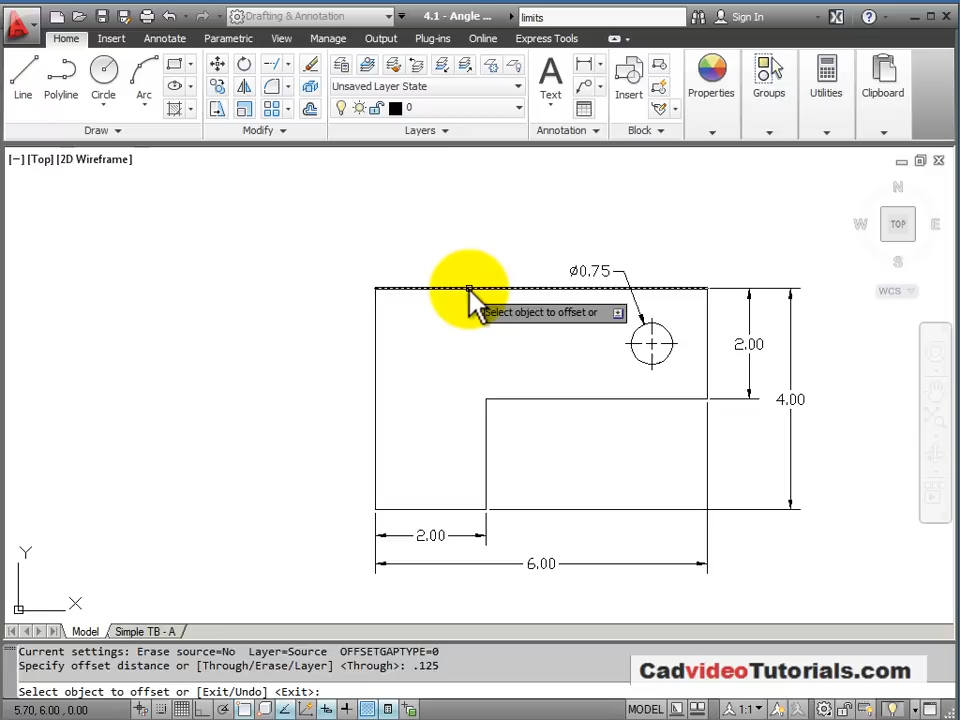 Drafting & Annotation
4.1 - Angle ...
limits
Sign In
Home Insert Annotate Parametric View Manage Output Plug-ins Online Express Tools
Unsaved Layer State
0
Line Polyline Circle Arc
Text
Insert
Properties Groups Utilities Clipboard
Draw Modify Layers Annotation Block
[−] [Top] [2D Wireframe]
N
W TOP E
S
WCS
Ø0.75
Select object to offset or
2.00
4.00
2.00
6.00
Y
X
Model Simple TB - A
Current settings: Erase source=No Layer=Source OFFSETGAPTYPE=0
Specify offset distance or [Through/Erase/Layer] <Through>: .125
Select object to offset or [Exit/Undo] <Exit>:
CadvideoTutorials.com
5.70, 6.00 , 0.00
MODEL
1:1